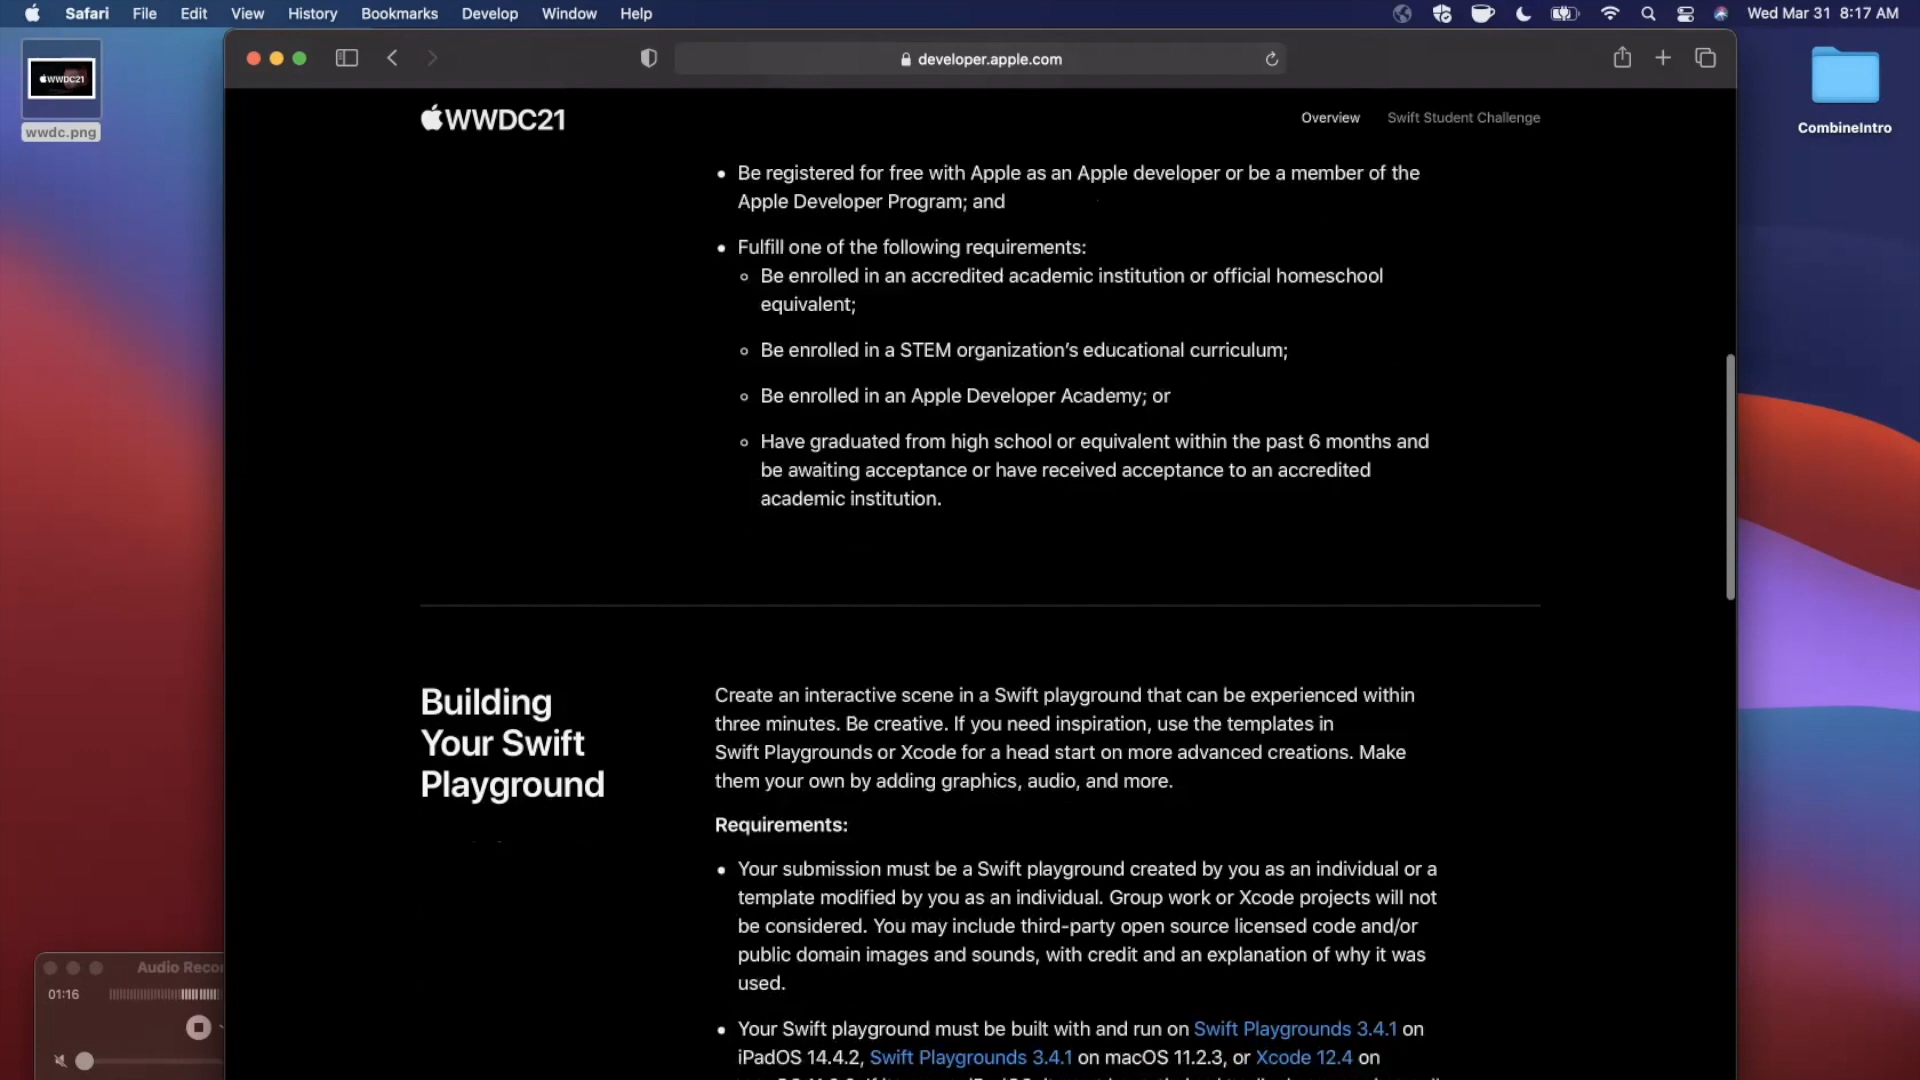 Safari File Edit View History Bookmarks Develop Window Help
Wed Mar 31 8:17 AM
WWDC21
wwdc.png
developer.apple.com
CombineIntro
WWDC21
Overview Swift Student Challenge
• Be registered for free with Apple as an Apple developer or be a member of the
Apple Developer Program; and
• Fulfill one of the following requirements:
Be enrolled in an accredited academic institution or official homeschool
equivalent;
Be enrolled in a STEM organization’s educational curriculum;
Be enrolled in an Apple Developer Academy; or
Have graduated from high school or equivalent within the past 6 months and
be awaiting acceptance or have received acceptance to an accredited
academic institution.
Building
Your Swift
Playground
Create an interactive scene in a Swift playground that can be experienced within
three minutes. Be creative. If you need inspiration, use the templates in
Swift Playgrounds or Xcode for a head start on more advanced creations. Make
them your own by adding graphics, audio, and more.
Requirements:
• Your submission must be a Swift playground created by you as an individual or a
template modified by you as an individual. Group work or Xcode projects will not
be considered. You may include third-party open source licensed code and/or
public domain images and sounds, with credit and an explanation of why it was
used.
• Your Swift playground must be built with and run on Swift Playgrounds 3.4.1 on
iPadOS 14.4.2, Swift Playgrounds 3.4.1 on macOS 11.2.3, or Xcode 12.4 on
Audio Recor
01:16